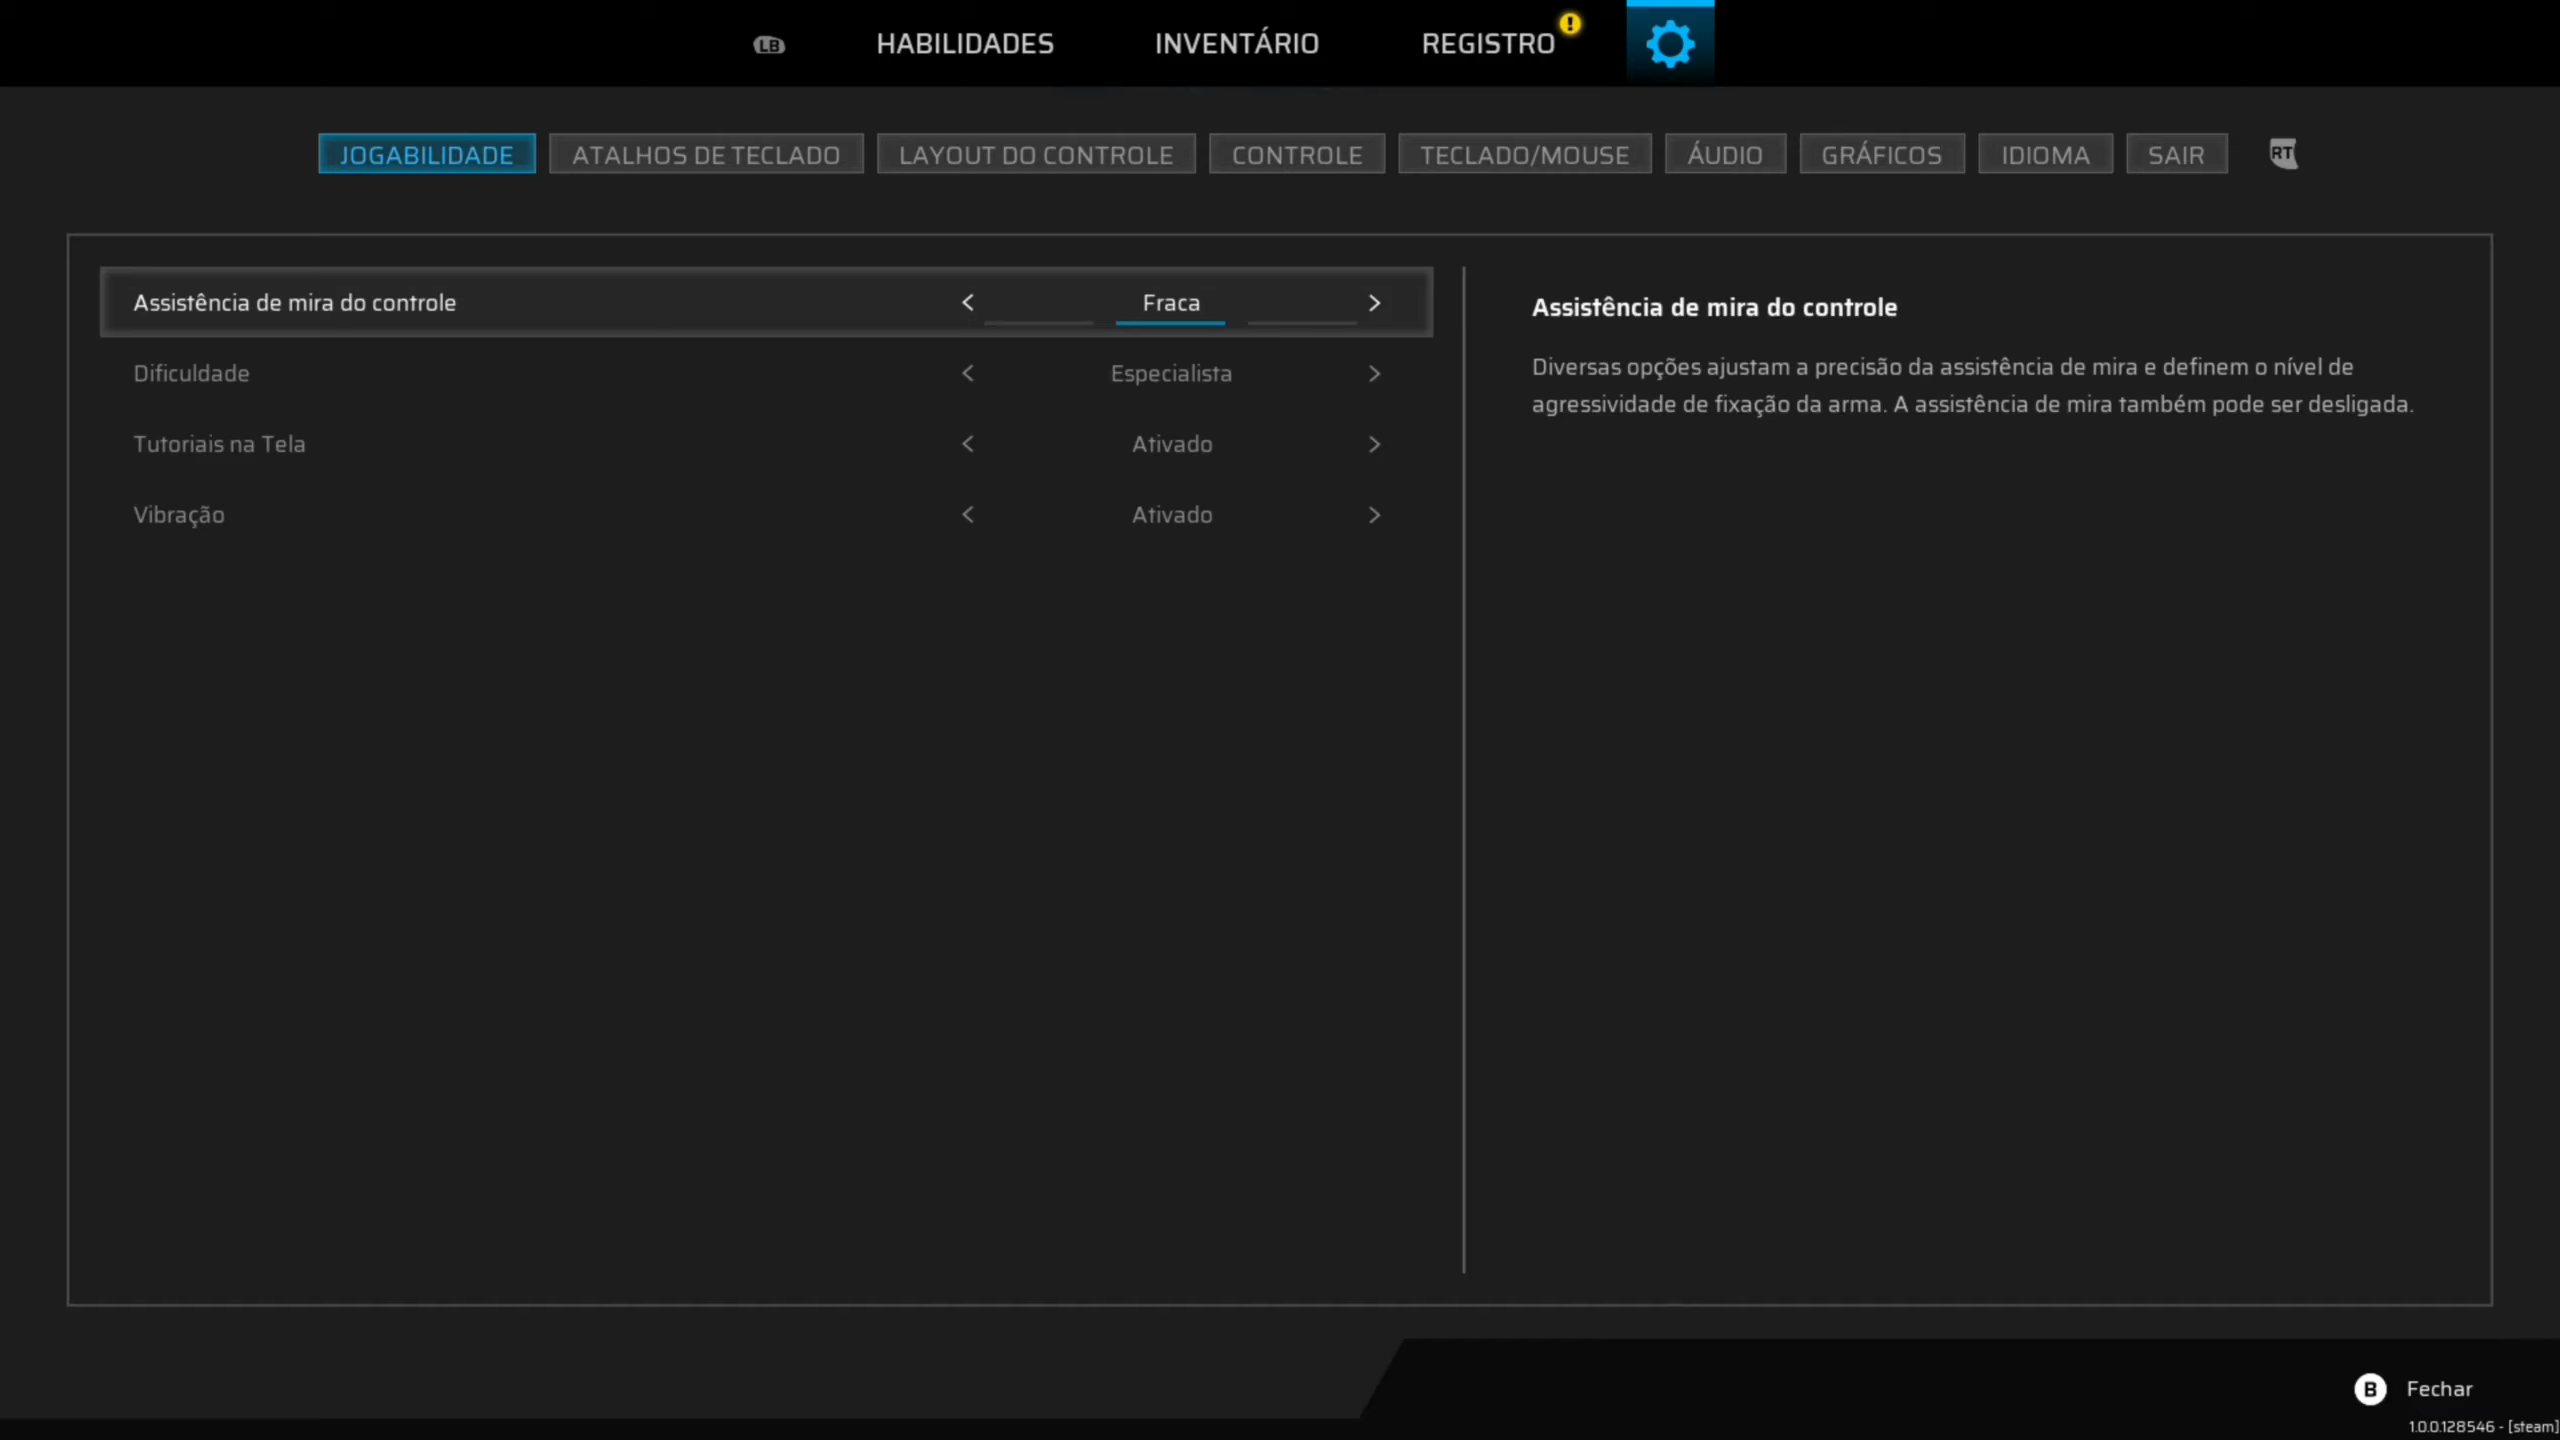 LB HABILIDADES INVENTÁRIO REGISTRO !
JOGABILIDADE ATALHOS DE TECLADO LAYOUT DO CONTROLE CONTROLE TECLADO/MOUSE ÁUDIO GRÁFICOS IDIOMA SAIR RT
Assistência de mira do controle < Fraca >
Dificuldade < Especialista >
Tutoriais na Tela < Ativado >
Vibração < Ativado >
Assistência de mira do controle
Diversas opções ajustam a precisão da assistência de mira e definem o nível de
agressividade de fixação da arma. A assistência de mira também pode ser desligada.
B Fechar
1.0.0.128546 - [steam]